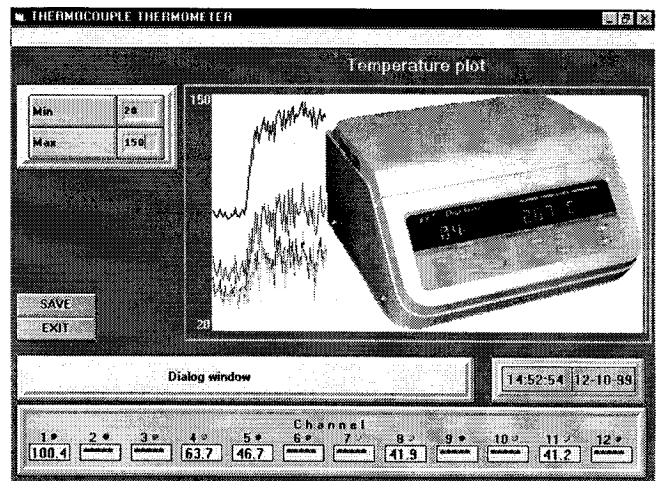 THERMOCOUPLE THERMOMETER
Temperature plot
Min 20
Max 150
150
20
SAVE
EXIT
Dialog window
14:52:54 12-10-99
Channel
1 2 3 4 5 6 7 8 9 10 11 12
100.4 ***** ***** 63.7 46.7 ***** ***** 41.9 ***** ***** 41.2 *****